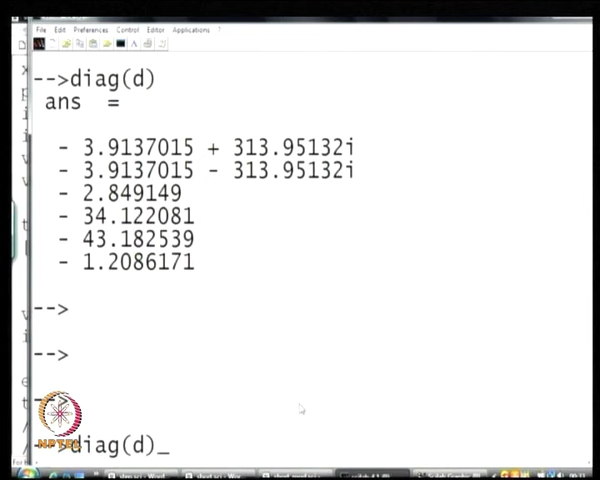 File Edit Preferences Control Editor Applications ?
-->diag(d)
ans =
- 3.9137015 + 313.95132i
- 3.9137015 - 313.95132i
- 2.849149
- 34.122081
- 43.182539
- 1.2086171
-->
-->
-->
-->diag(d)_
NPTEL